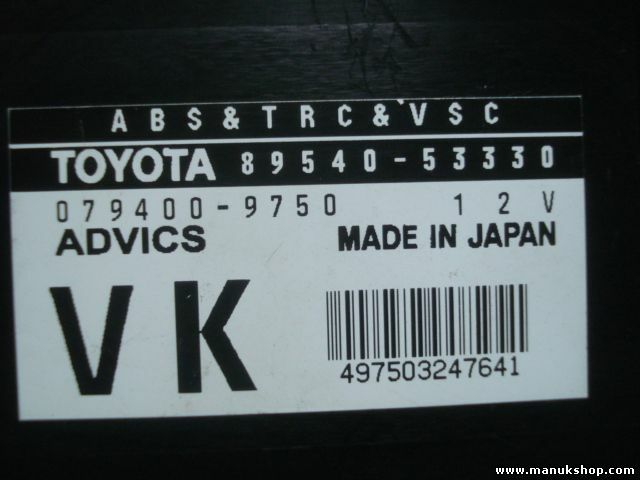 ABS&TRC&VSC
TOYOTA 89540-53330
079400-9750 12V
ADVICS MADE IN JAPAN
VK
497503247641
www.manukshop.com